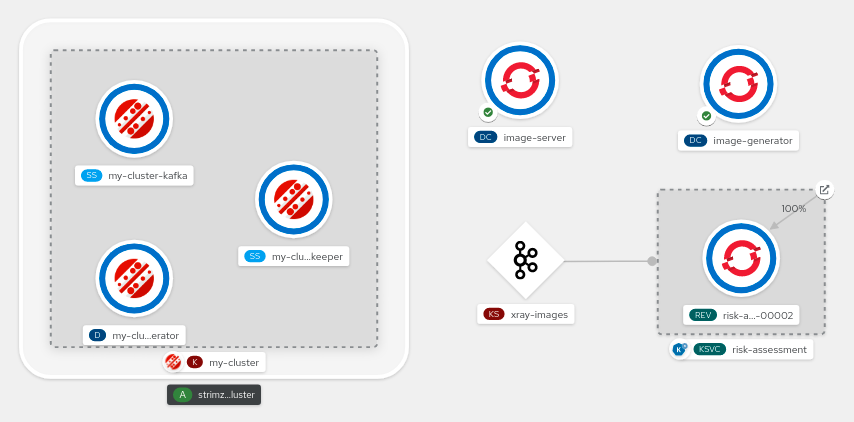 SS my-cluster-kafka
SS my-clu...keeper
D my-clu...erator
K my-cluster
A strimz...luster
DC image-server
DC image-generator
KS xray-images
100%
REV risk-a...-00002
K KSVC risk-assessment